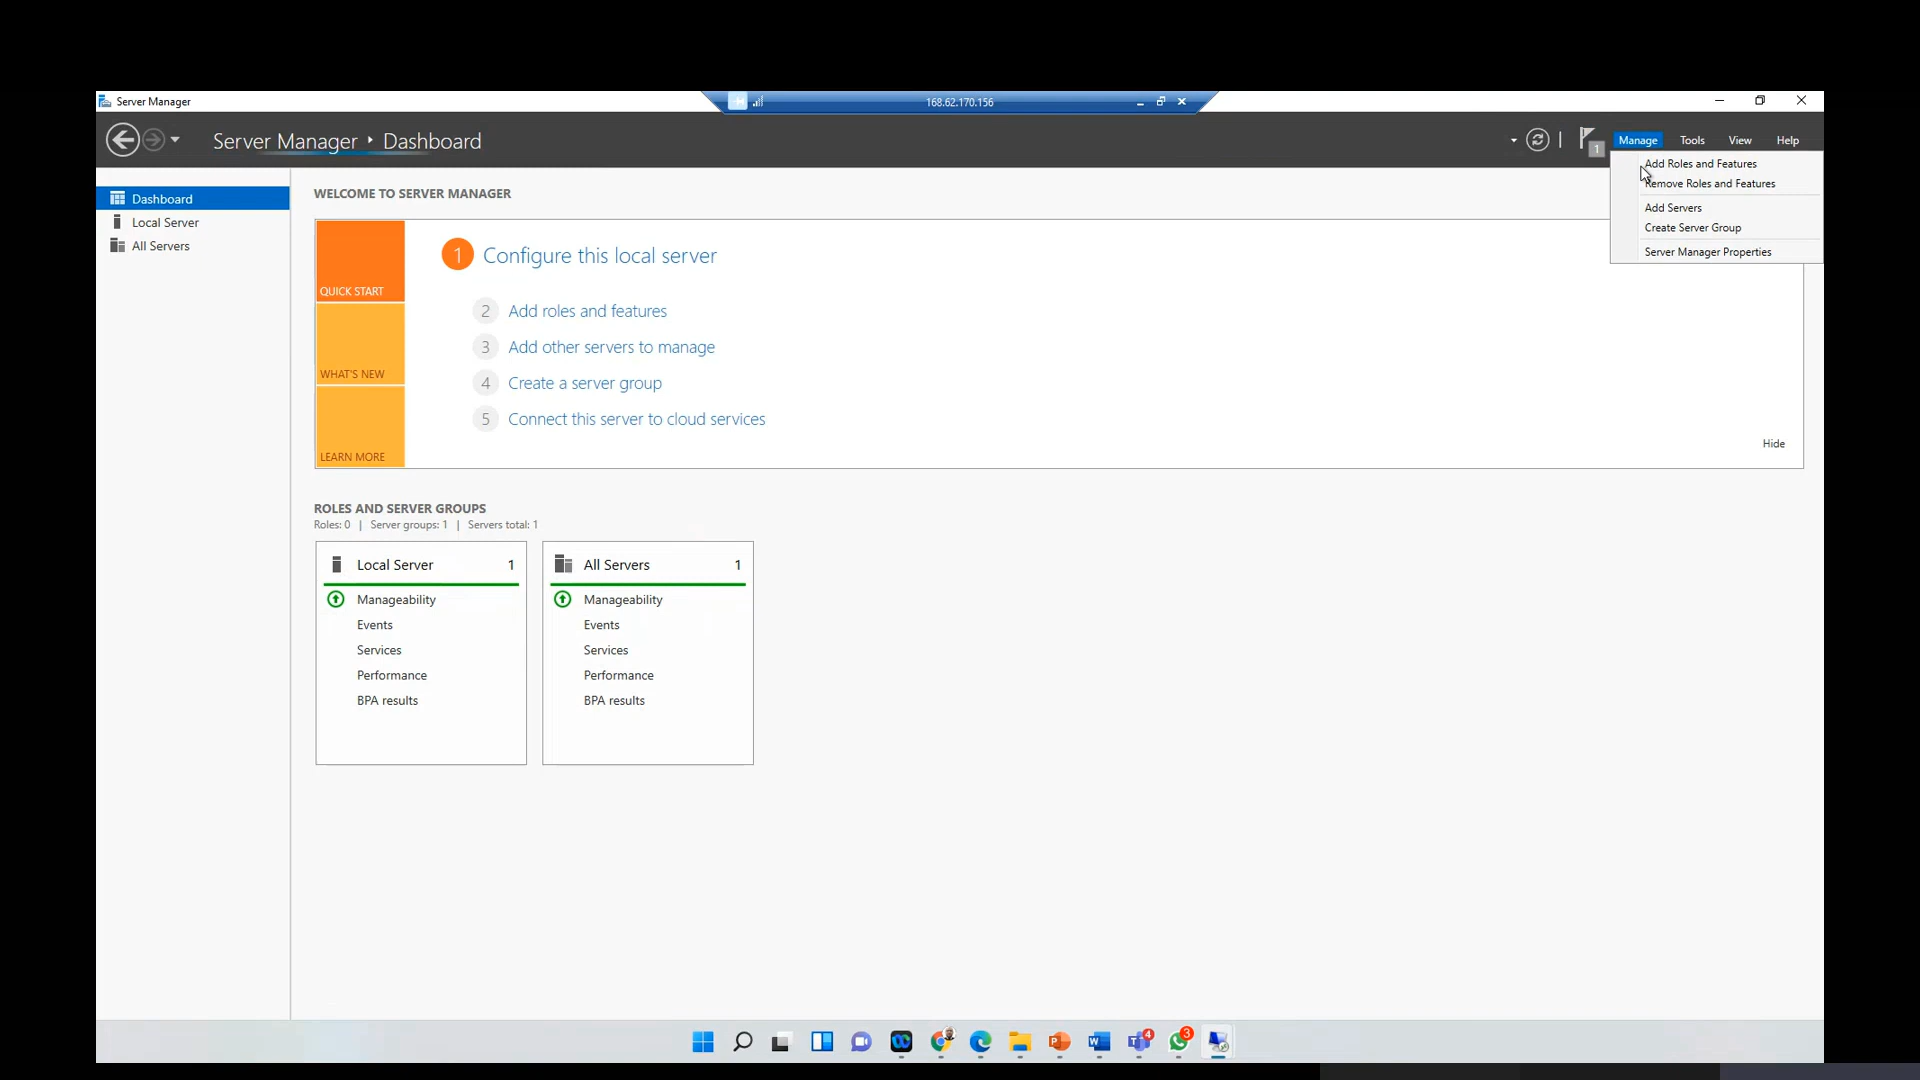 Server Manager
168.62.170.156
Server Manager ‣ Dashboard
1
Manage
Tools
View
Help
Add Roles and Features
Remove Roles and Features
Add Servers
Create Server Group
Server Manager Properties
Dashboard
Local Server
All Servers
WELCOME TO SERVER MANAGER
QUICK START
WHAT'S NEW
LEARN MORE
1 Configure this local server
2 Add roles and features
3 Add other servers to manage
4 Create a server group
5 Connect this server to cloud services
Hide
ROLES AND SERVER GROUPS
Roles: 0 | Server groups: 1 | Servers total: 1
Local Server 1
Manageability
Events
Services
Performance
BPA results
All Servers 1
Manageability
Events
Services
Performance
BPA results
4
3